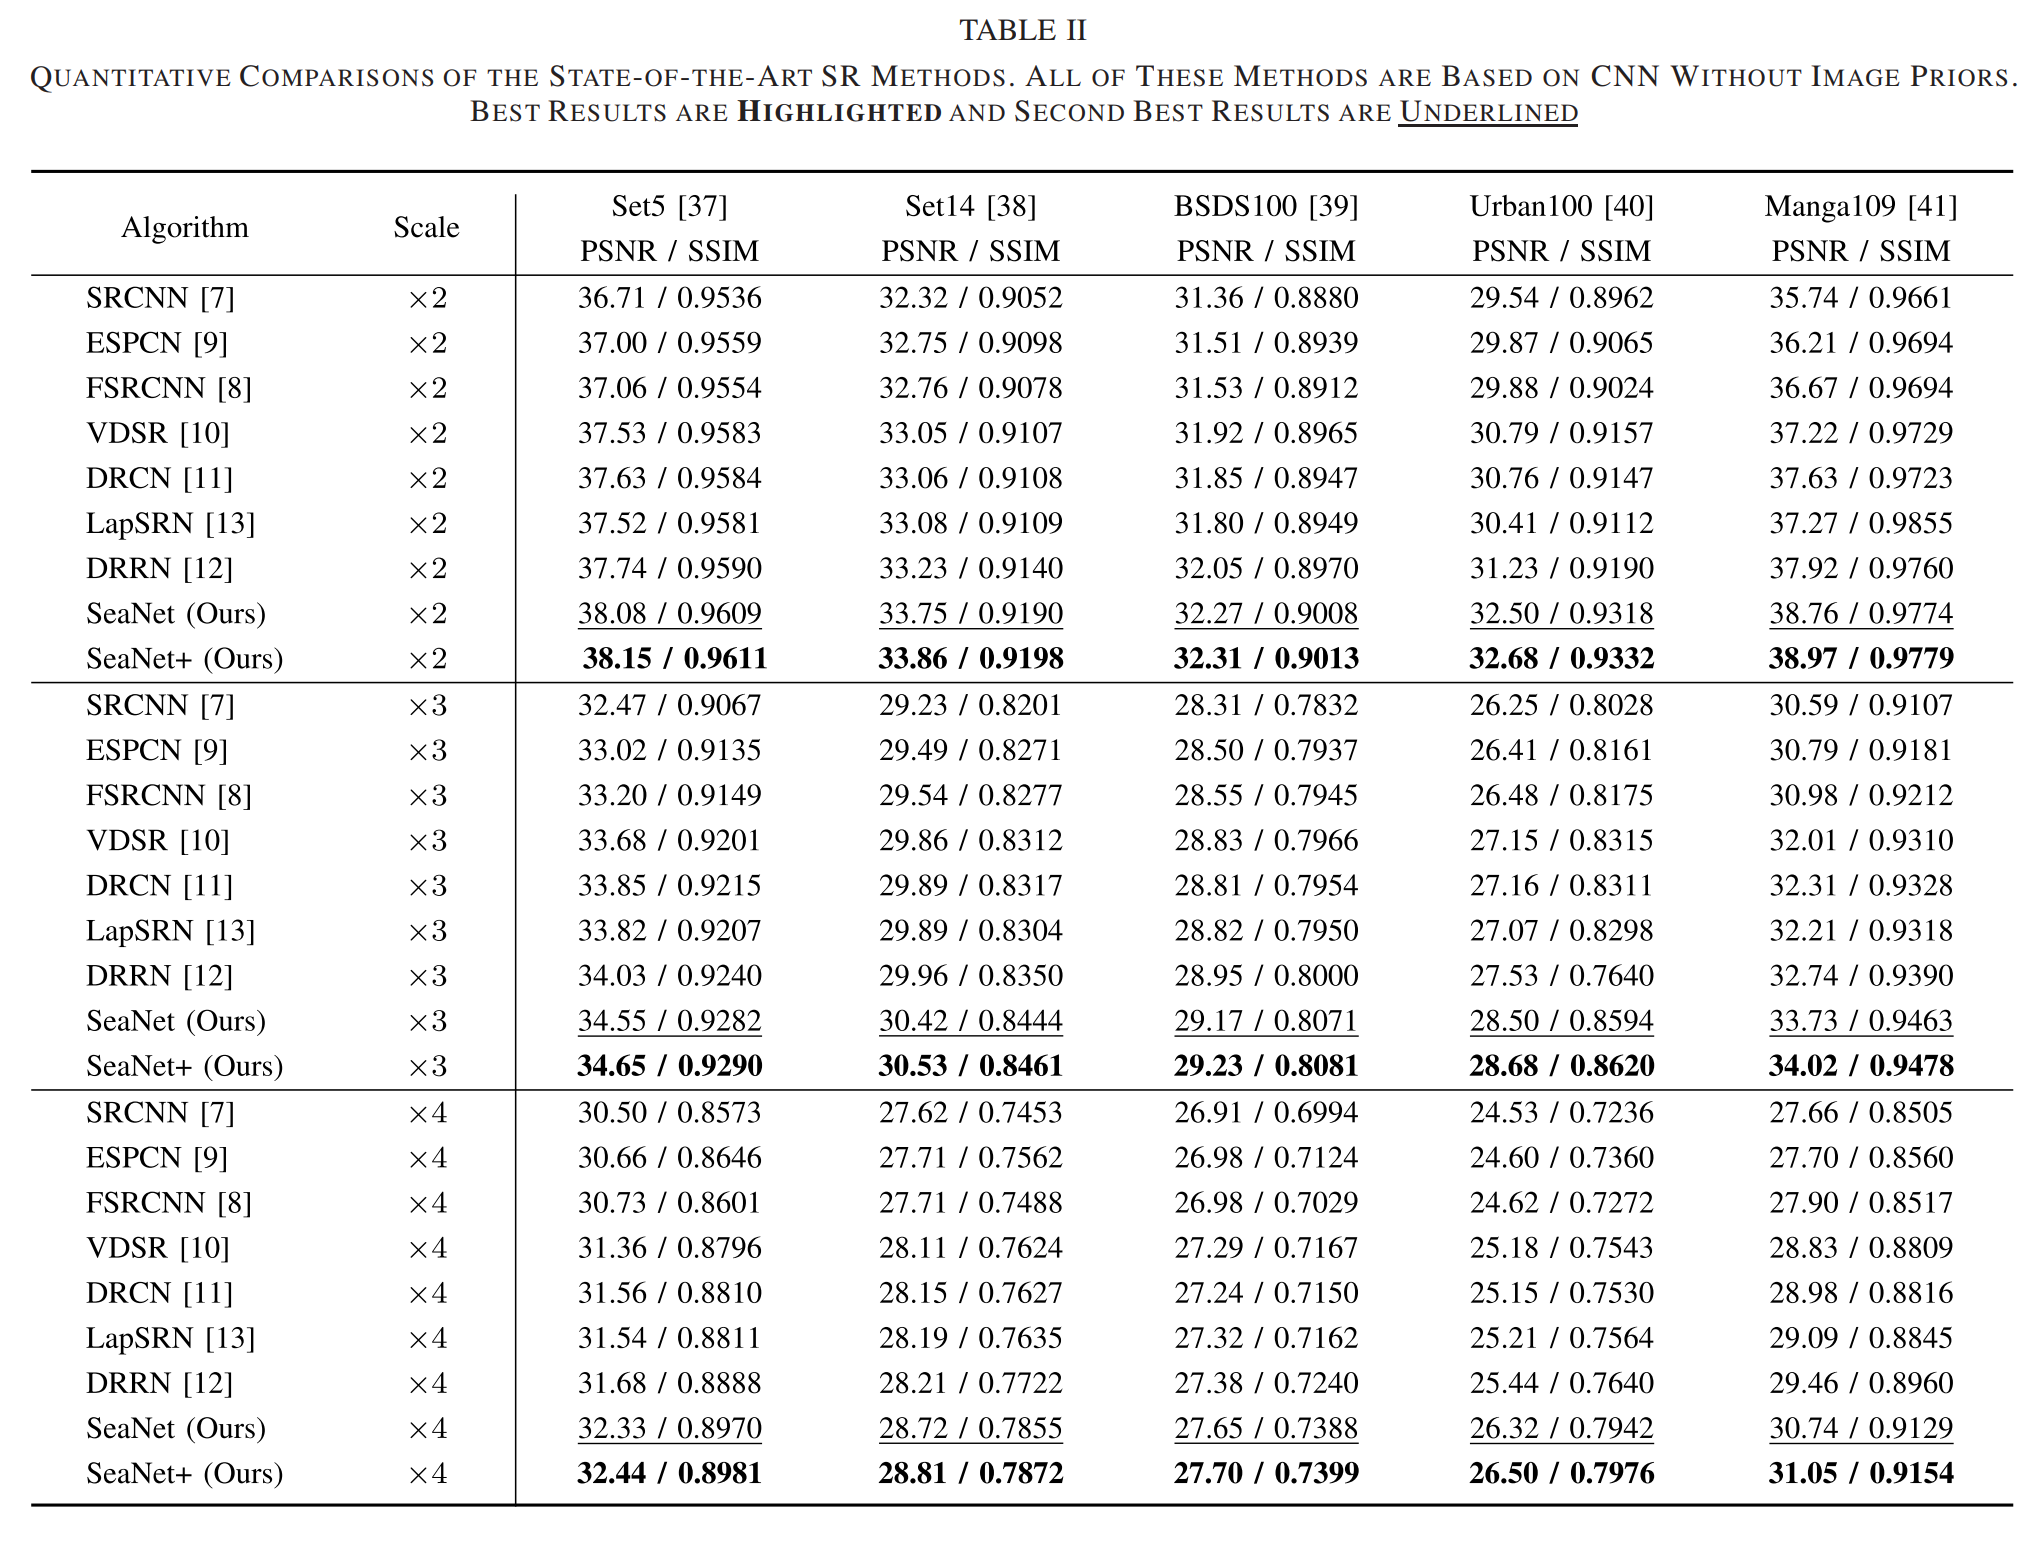 TABLE II
QUANTITATIVE COMPARISONS OF THE STATE-OF-THE-ART SR METHODS. ALL OF THESE METHODS ARE BASED ON CNN WITHOUT IMAGE PRIORS.
BEST RESULTS ARE HIGHLIGHTED AND SECOND BEST RESULTS ARE UNDERLINED
Algorithm Scale Set5 [37] Set14 [38] BSDS100 [39] Urban100 [40] Manga109 [41]
PSNR / SSIM PSNR / SSIM PSNR / SSIM PSNR / SSIM PSNR / SSIM
SRCNN [7] ×2 36.71 / 0.9536 32.32 / 0.9052 31.36 / 0.8880 29.54 / 0.8962 35.74 / 0.9661
ESPCN [9] ×2 37.00 / 0.9559 32.75 / 0.9098 31.51 / 0.8939 29.87 / 0.9065 36.21 / 0.9694
FSRCNN [8] ×2 37.06 / 0.9554 32.76 / 0.9078 31.53 / 0.8912 29.88 / 0.9024 36.67 / 0.9694
VDSR [10] ×2 37.53 / 0.9583 33.05 / 0.9107 31.92 / 0.8965 30.79 / 0.9157 37.22 / 0.9729
DRCN [11] ×2 37.63 / 0.9584 33.06 / 0.9108 31.85 / 0.8947 30.76 / 0.9147 37.63 / 0.9723
LapSRN [13] ×2 37.52 / 0.9581 33.08 / 0.9109 31.80 / 0.8949 30.41 / 0.9112 37.27 / 0.9855
DRRN [12] ×2 37.74 / 0.9590 33.23 / 0.9140 32.05 / 0.8970 31.23 / 0.9190 37.92 / 0.9760
SeaNet (Ours) ×2 38.08 / 0.9609 33.75 / 0.9190 32.27 / 0.9008 32.50 / 0.9318 38.76 / 0.9774
SeaNet+ (Ours) ×2 38.15 / 0.9611 33.86 / 0.9198 32.31 / 0.9013 32.68 / 0.9332 38.97 / 0.9779
SRCNN [7] ×3 32.47 / 0.9067 29.23 / 0.8201 28.31 / 0.7832 26.25 / 0.8028 30.59 / 0.9107
ESPCN [9] ×3 33.02 / 0.9135 29.49 / 0.8271 28.50 / 0.7937 26.41 / 0.8161 30.79 / 0.9181
FSRCNN [8] ×3 33.20 / 0.9149 29.54 / 0.8277 28.55 / 0.7945 26.48 / 0.8175 30.98 / 0.9212
VDSR [10] ×3 33.68 / 0.9201 29.86 / 0.8312 28.83 / 0.7966 27.15 / 0.8315 32.01 / 0.9310
DRCN [11] ×3 33.85 / 0.9215 29.89 / 0.8317 28.81 / 0.7954 27.16 / 0.8311 32.31 / 0.9328
LapSRN [13] ×3 33.82 / 0.9207 29.89 / 0.8304 28.82 / 0.7950 27.07 / 0.8298 32.21 / 0.9318
DRRN [12] ×3 34.03 / 0.9240 29.96 / 0.8350 28.95 / 0.8000 27.53 / 0.7640 32.74 / 0.9390
SeaNet (Ours) ×3 34.55 / 0.9282 30.42 / 0.8444 29.17 / 0.8071 28.50 / 0.8594 33.73 / 0.9463
SeaNet+ (Ours) ×3 34.65 / 0.9290 30.53 / 0.8461 29.23 / 0.8081 28.68 / 0.8620 34.02 / 0.9478
SRCNN [7] ×4 30.50 / 0.8573 27.62 / 0.7453 26.91 / 0.6994 24.53 / 0.7236 27.66 / 0.8505
ESPCN [9] ×4 30.66 / 0.8646 27.71 / 0.7562 26.98 / 0.7124 24.60 / 0.7360 27.70 / 0.8560
FSRCNN [8] ×4 30.73 / 0.8601 27.71 / 0.7488 26.98 / 0.7029 24.62 / 0.7272 27.90 / 0.8517
VDSR [10] ×4 31.36 / 0.8796 28.11 / 0.7624 27.29 / 0.7167 25.18 / 0.7543 28.83 / 0.8809
DRCN [11] ×4 31.56 / 0.8810 28.15 / 0.7627 27.24 / 0.7150 25.15 / 0.7530 28.98 / 0.8816
LapSRN [13] ×4 31.54 / 0.8811 28.19 / 0.7635 27.32 / 0.7162 25.21 / 0.7564 29.09 / 0.8845
DRRN [12] ×4 31.68 / 0.8888 28.21 / 0.7722 27.38 / 0.7240 25.44 / 0.7640 29.46 / 0.8960
SeaNet (Ours) ×4 32.33 / 0.8970 28.72 / 0.7855 27.65 / 0.7388 26.32 / 0.7942 30.74 / 0.9129
SeaNet+ (Ours) ×4 32.44 / 0.8981 28.81 / 0.7872 27.70 / 0.7399 26.50 / 0.7976 31.05 / 0.9154